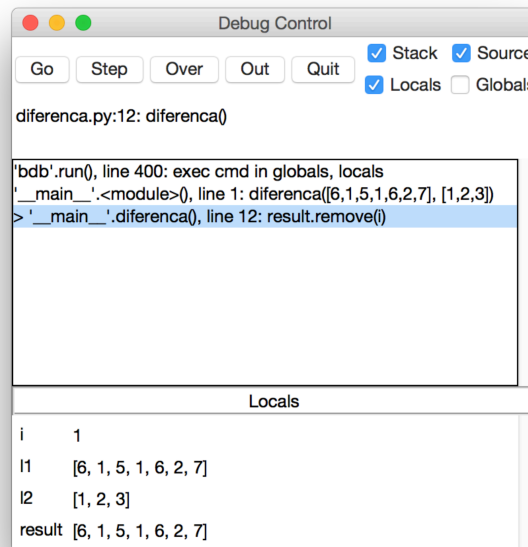 Debug Control
Go Step Over Out Quit Stack Source
Locals Globals
diferenca.py:12: diferenca()
'bdb'.run(), line 400: exec cmd in globals, locals
'__main__'.<module>(), line 1: diferenca([6,1,5,1,6,2,7], [1,2,3])
> '__main__'.diferenca(), line 12: result.remove(i)
Locals
i 1
l1 [6, 1, 5, 1, 6, 2, 7]
l2 [1, 2, 3]
result [6, 1, 5, 1, 6, 2, 7]